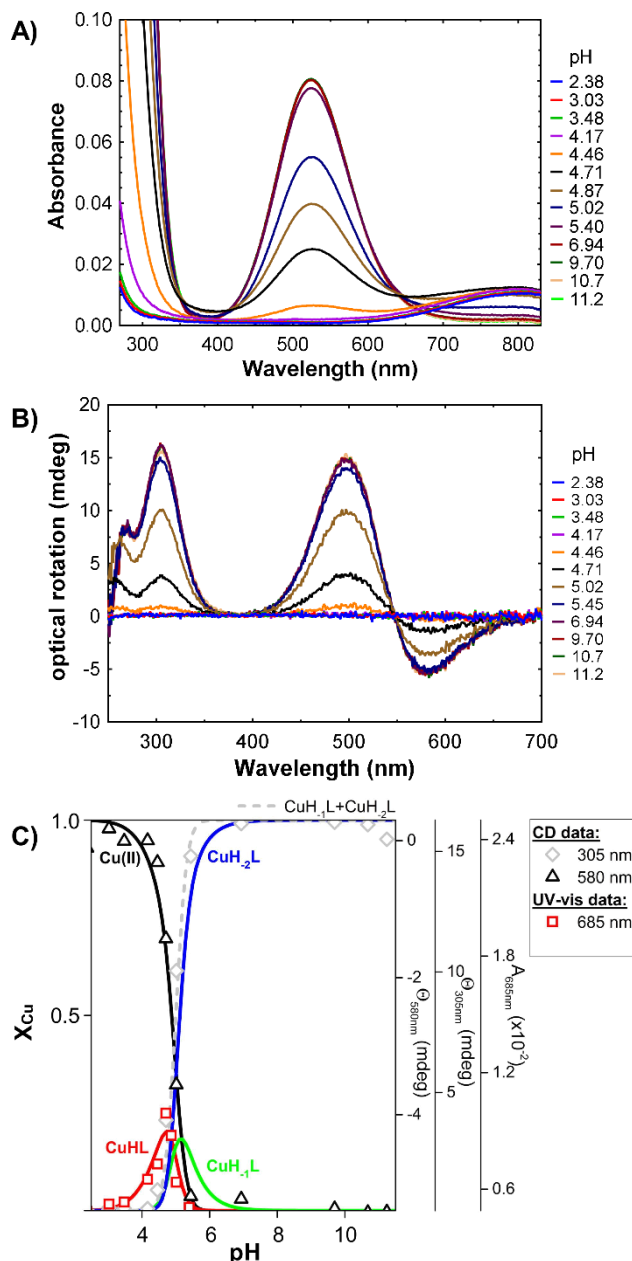 A)
0.10
0.08
0.06
0.04
0.02
0.00
Absorbance
300 400 500 600 700 800
Wavelength (nm)
pH
2.38
3.03
3.48
4.17
4.46
4.71
4.87
5.02
5.40
6.94
9.70
10.7
11.2
B)
20
15
10
5
0
-5
-10
optical rotation (mdeg)
300 400 500 600 700
Wavelength (nm)
pH
2.38
3.03
3.48
4.17
4.46
4.71
5.02
5.45
6.94
9.70
10.7
11.2
C)
CuH-1L+CuH-2L
1.0
0.5
XCu
Cu(II)
CuH-2L
CuHL
CuH-1L
4 6 8 10
pH
0
-2
-4
Θ580nm (mdeg)
15
10
5
Θ305nm (mdeg)
2.4
1.8
1.2
0.6
A685nm (x10-2)
CD data:
305 nm
580 nm
UV-vis data:
685 nm